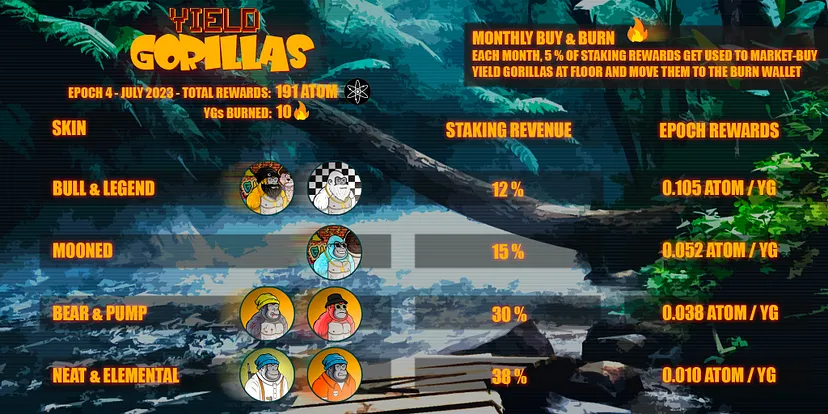 YIELD
GORILLAS
EPOCH 4 - JULY 2023 - TOTAL REWARDS: 191 ATOM
YGs BURNED: 10
MONTHLY BUY & BURN
EACH MONTH, 5 % OF STAKING REWARDS GET USED TO MARKET-BUY
YIELD GORILLAS AT FLOOR AND MOVE THEM TO THE BURN WALLET
SKIN STAKING REVENUE EPOCH REWARDS
BULL & LEGEND 12 % 0.105 ATOM / YG
MOONED 15 % 0.052 ATOM / YG
BEAR & PUMP 30 % 0.038 ATOM / YG
NEAT & ELEMENTAL 38 % 0.010 ATOM / YG